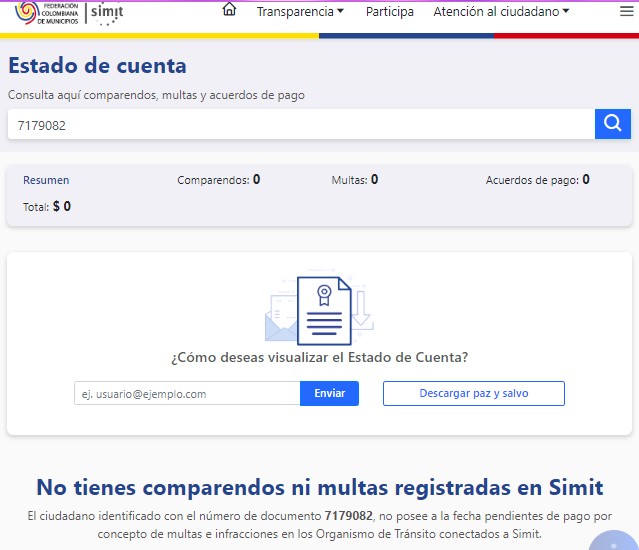 FEDERACIÓN
COLOMBIANA
DE MUNICIPIOS
simit
Transparencia Participa Atención al ciudadano
Estado de cuenta
Consulta aquí comparendos, multas y acuerdos de pago
7179082
Resumen Comparendos: 0 Multas: 0 Acuerdos de pago: 0
Total: $ 0
¿Cómo deseas visualizar el Estado de Cuenta?
ej. usuario@ejemplo.com Enviar Descargar paz y salvo
No tienes comparendos ni multas registradas en Simit
El ciudadano identificado con el número de documento 7179082, no posee a la fecha pendientes de pago por
concepto de multas e infracciones en los Organismo de Tránsito conectados a Simit.